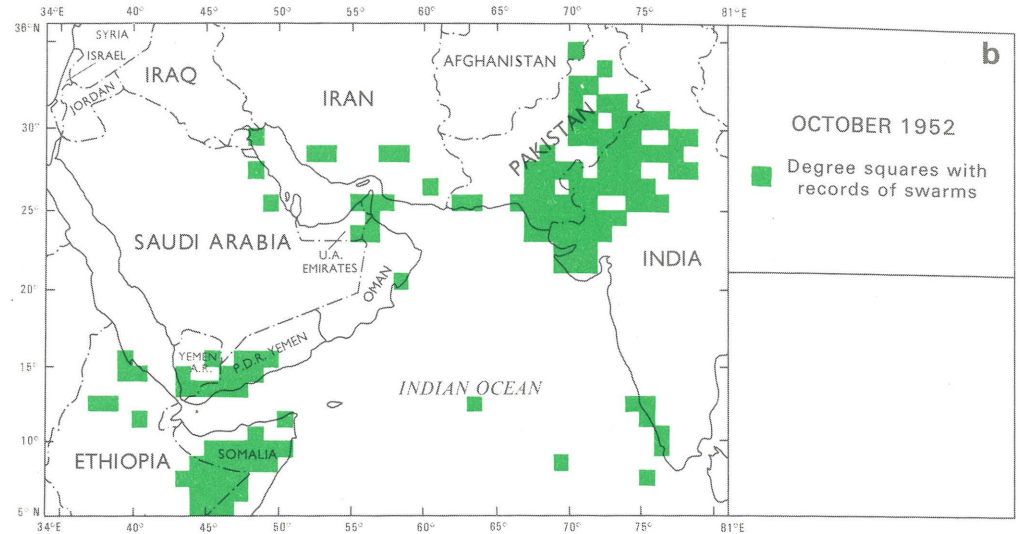 34°E 40° 45° 50° 55° 60° 65° 70° 75° 81°E
36°N
SYRIA
ISRAEL
JORDAN
IRAQ
IRAN
AFGHANISTAN
PAKISTAN
b
OCTOBER 1952
Degree squares with
records of swarms
30°
25°
20°
15°
10°
5°N
SAUDI ARABIA
U.A.
EMIRATES
OMAN
INDIA
YEMEN
A.R.
P.D.R. YEMEN
INDIAN OCEAN
ETHIOPIA
SOMALIA
34°E 40° 45° 50° 55° 60° 65° 70° 75° 81°E